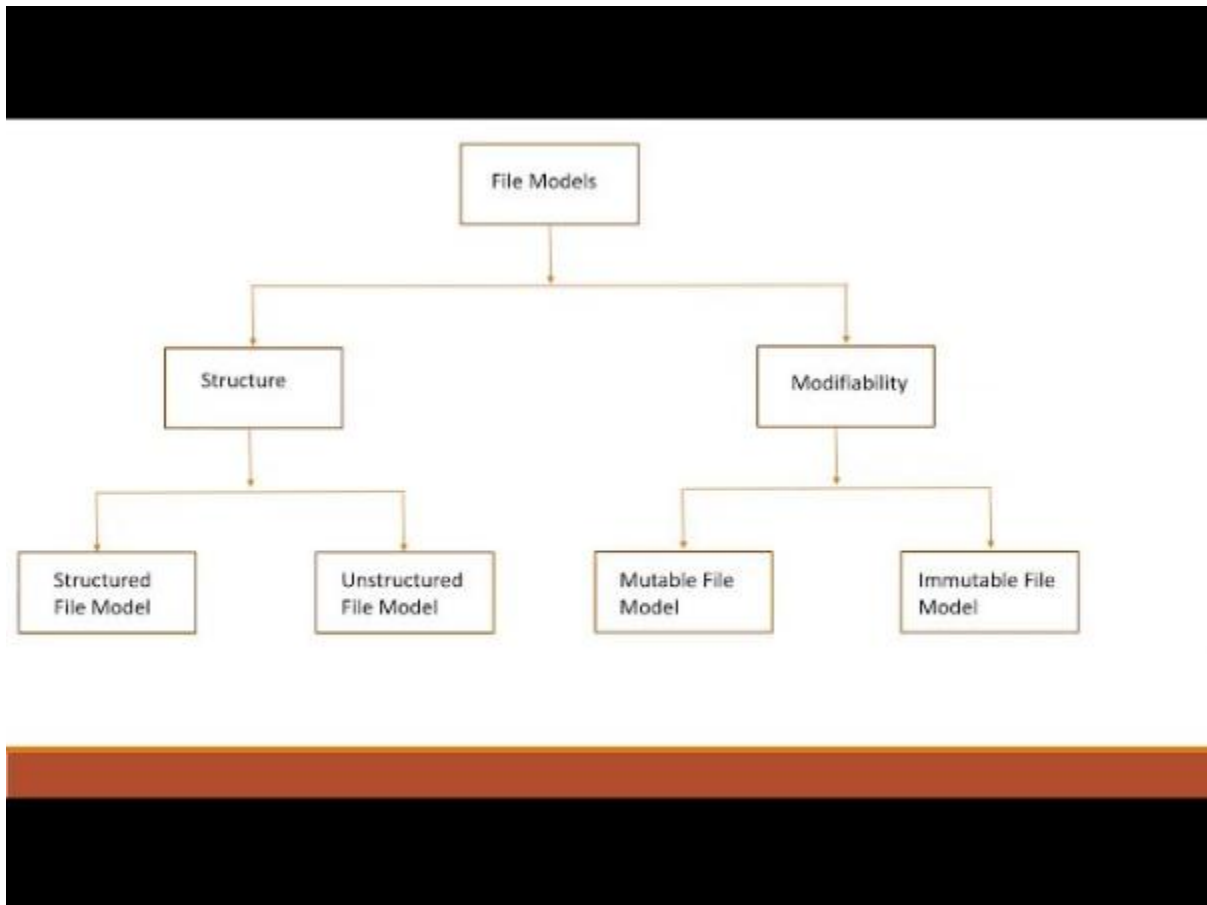 File Models
Structure
Modifiability
Structured
File Model
Unstructured
File Model
Mutable File
Model
Immutable File
Model